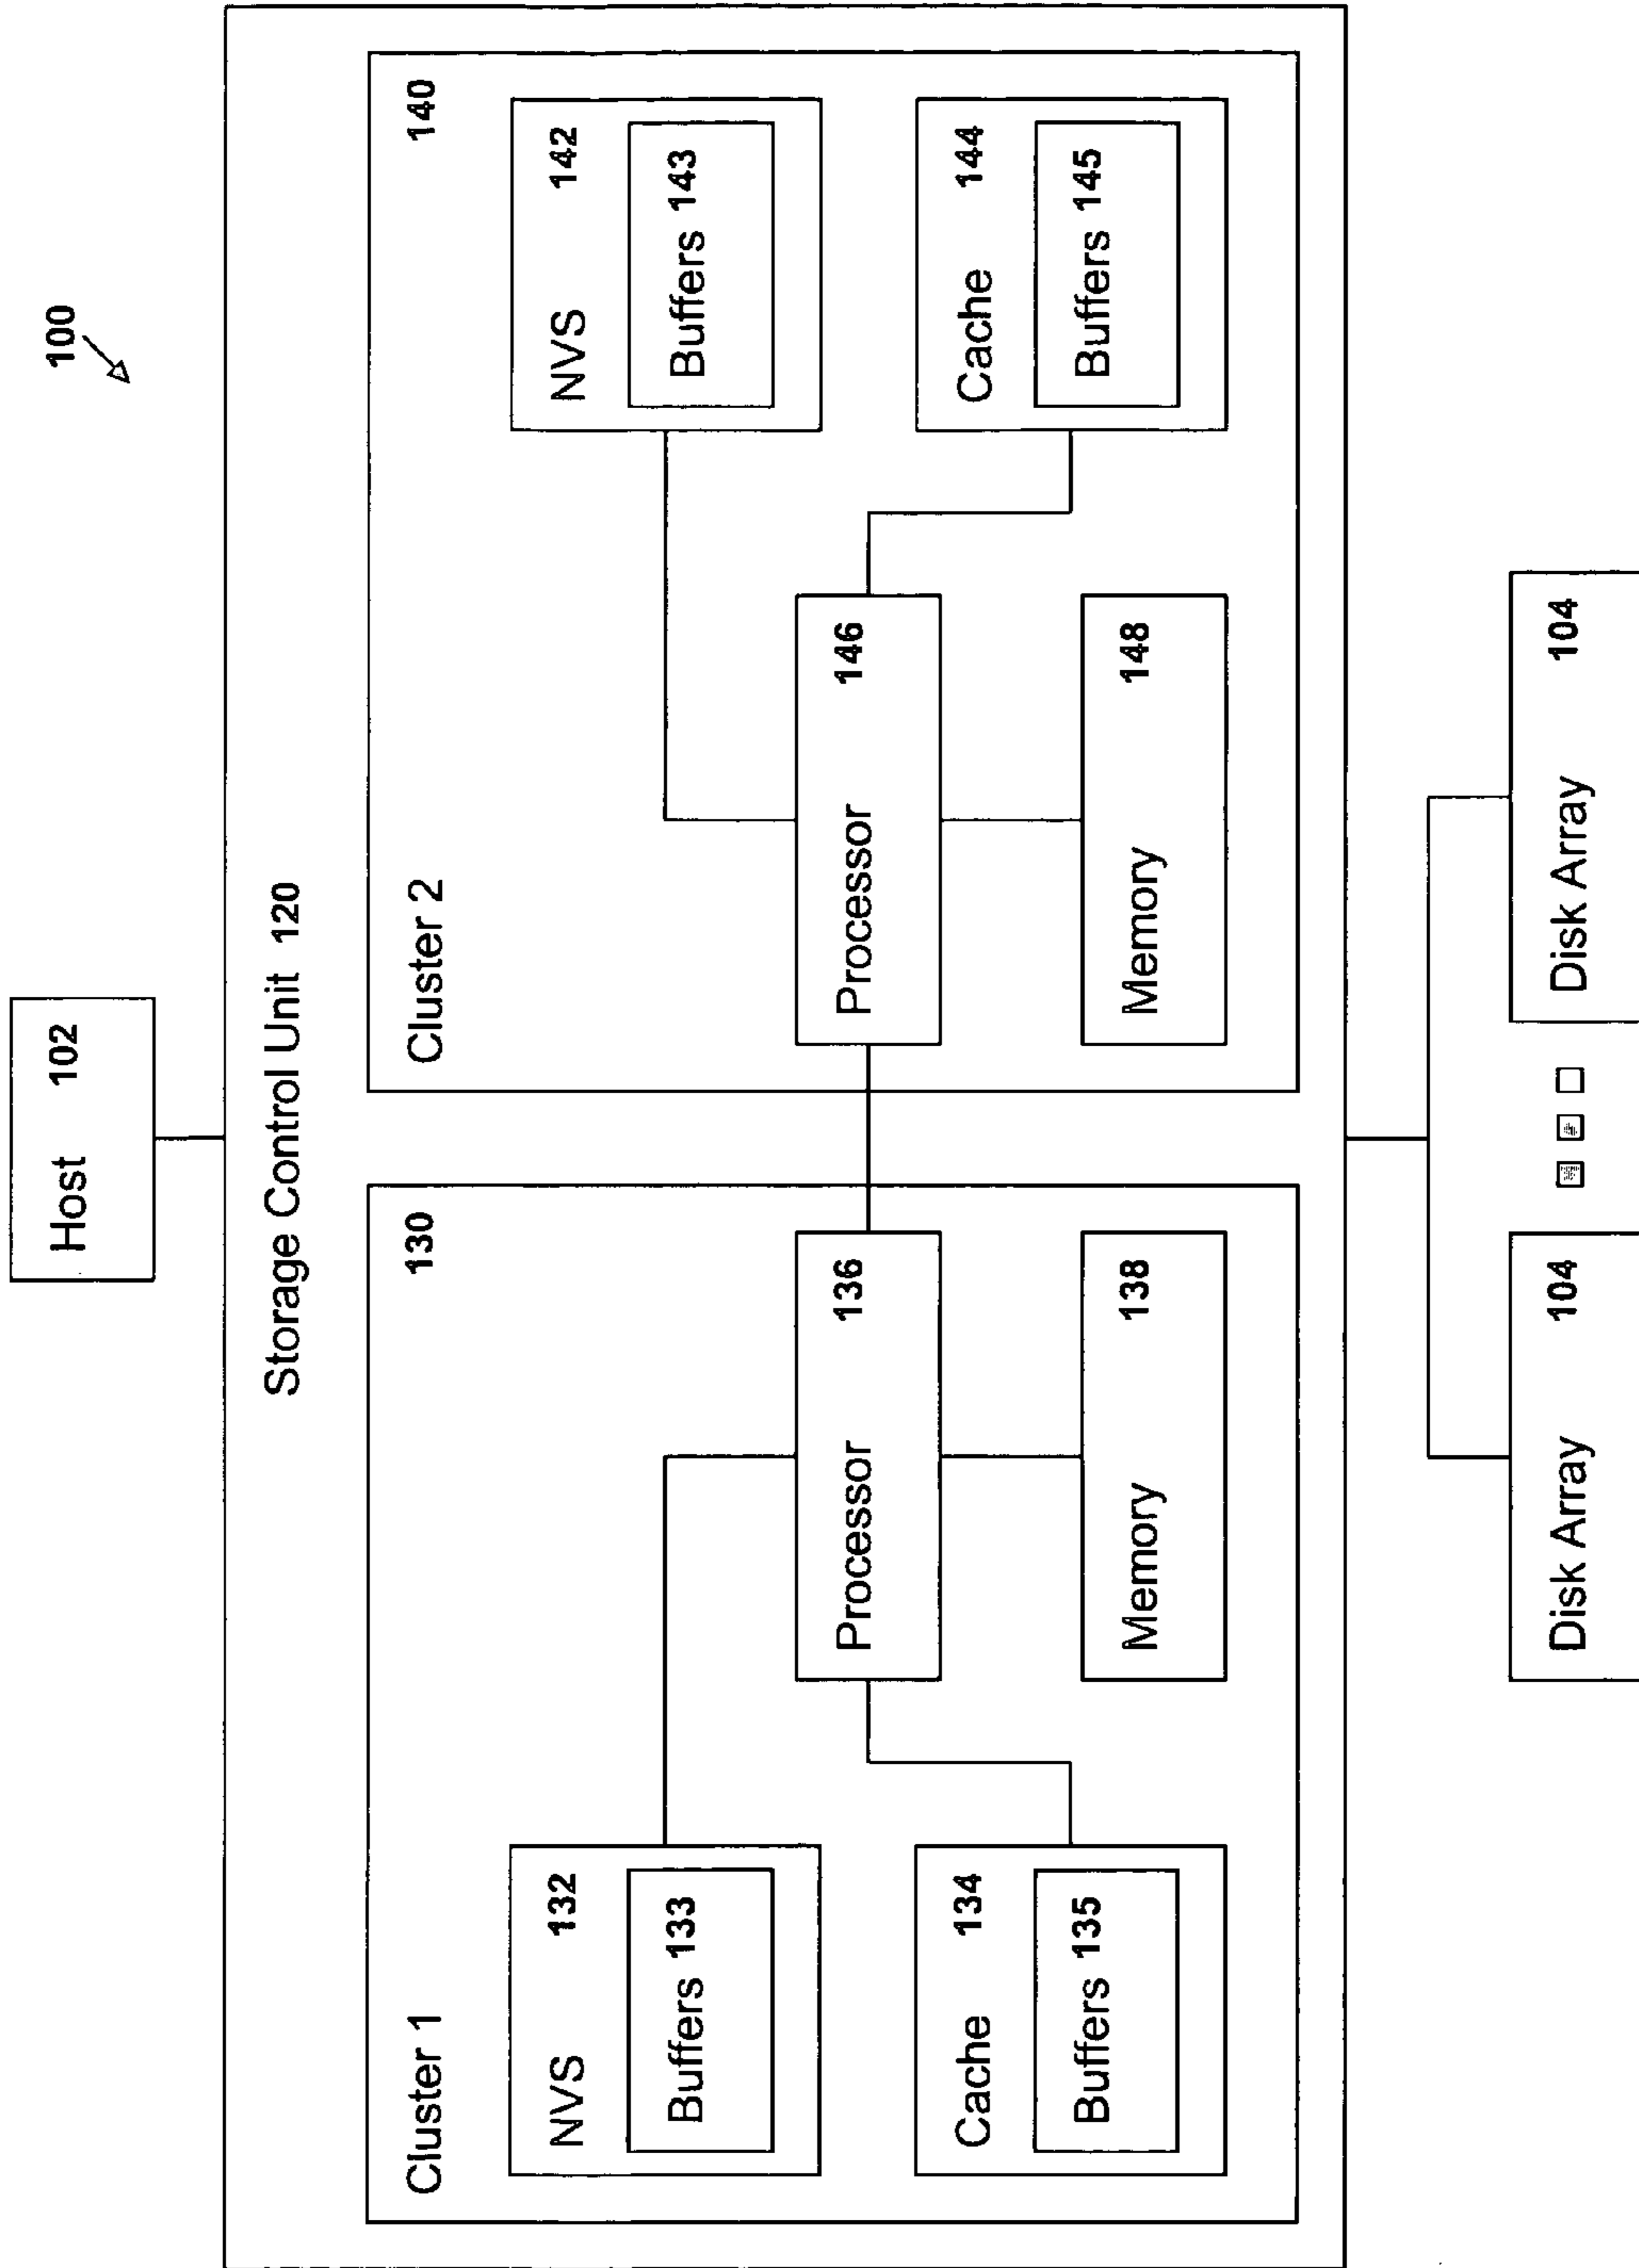 100
Host 102
Storage Control Unit 120
Cluster 1 130
NVS 132
Buffers 133
Processor 136
Cache 134
Buffers 135
Memory 138
Cluster 2 140
NVS 142
Buffers 143
Processor 146
Cache 144
Buffers 145
Memory 148
Disk Array 104
Disk Array 104